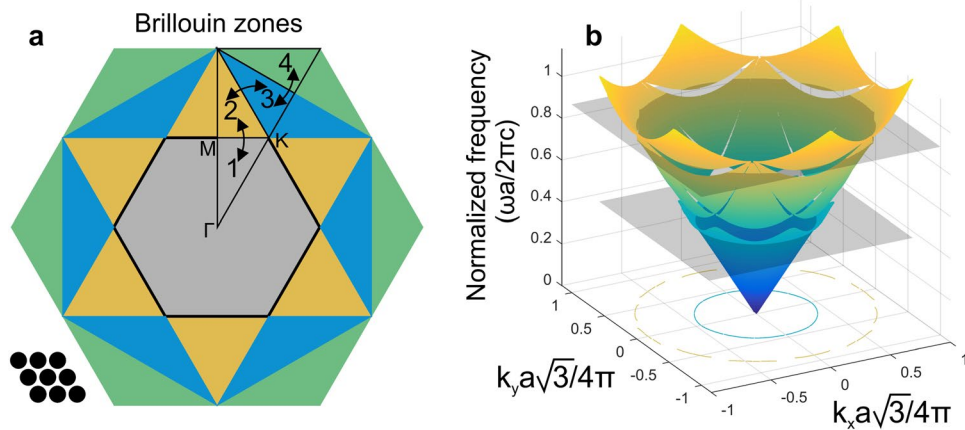 Brillouin zones
a
4
3
2
M
K
1
Γ
b
Normalized frequency
(ωa/2πc)
1
0.8
0.6
0.4
0.2
0
1
0.5
0
-0.5
-1
kᵧa√3/4π
-1
-0.5
0
0.5
1
kₓa√3/4π